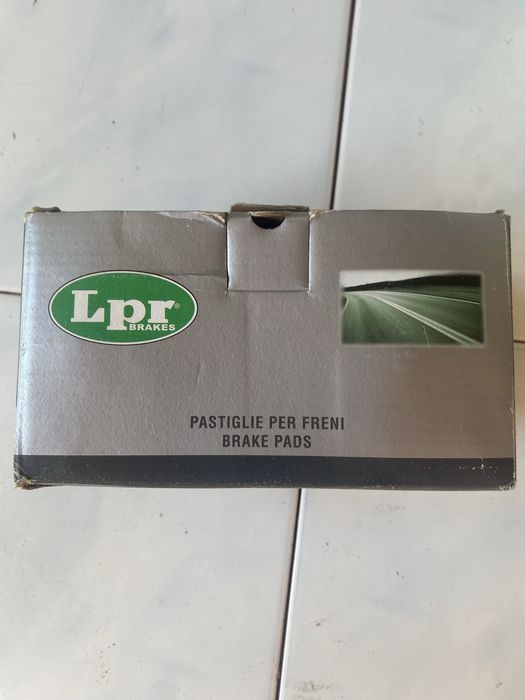 Lpr®
BRAKES
PASTIGLIE PER FRENI
BRAKE PADS